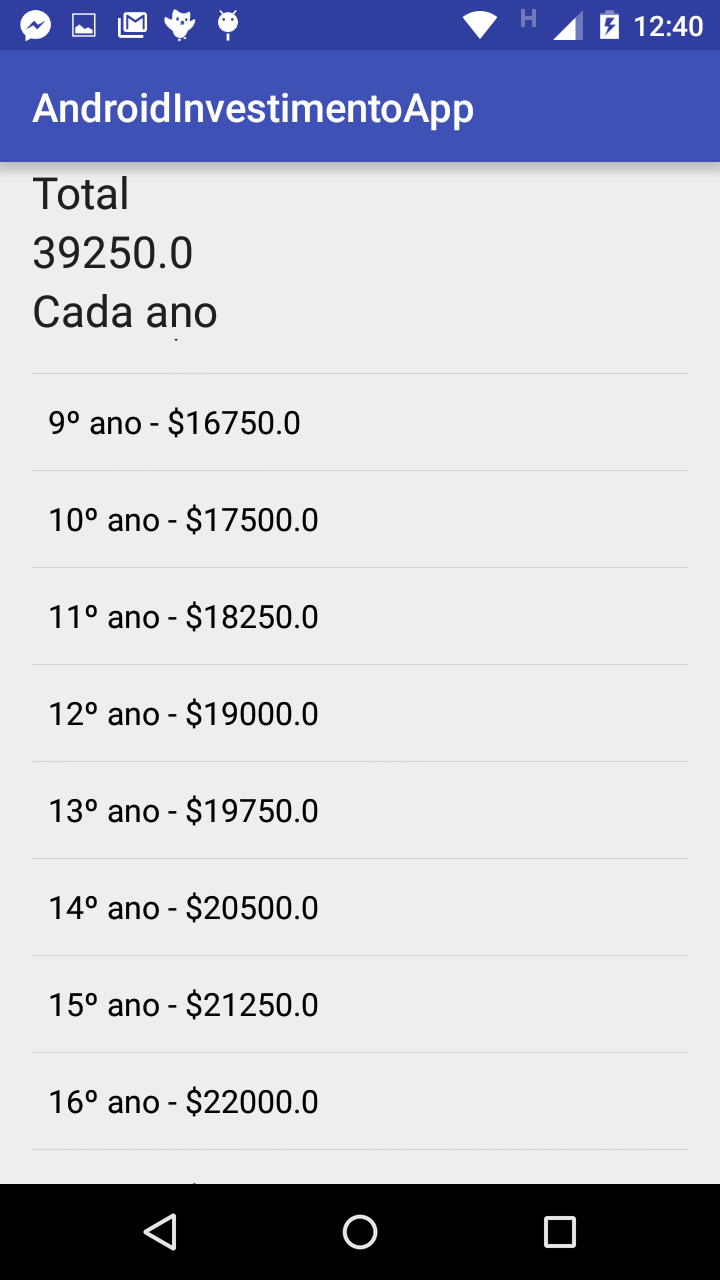 H 12:40
AndroidInvestimentoApp
Total
39250.0
Cada ano
9º ano - $16750.0
10º ano - $17500.0
11º ano - $18250.0
12º ano - $19000.0
13º ano - $19750.0
14º ano - $20500.0
15º ano - $21250.0
16º ano - $22000.0